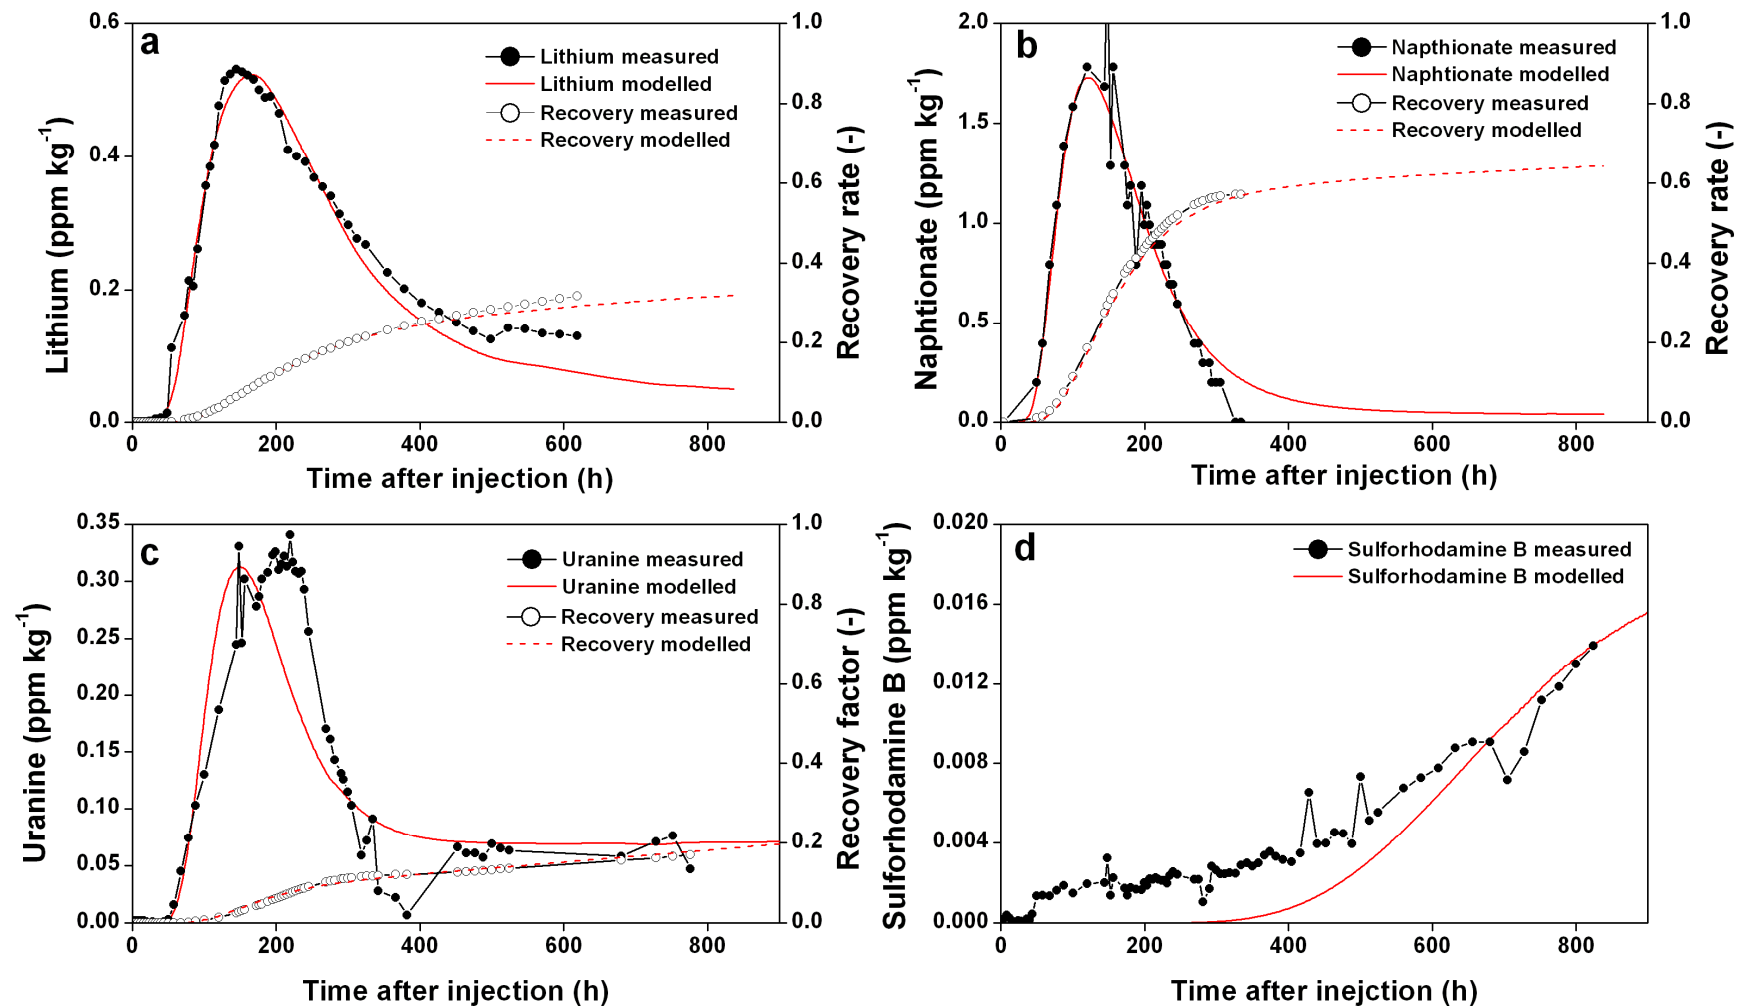 a
Lithium measured
Lithium modelled
Recovery measured
Recovery modelled
0.6
0.4
0.2
0.0
1.0
0.8
0.6
0.4
0.2
0.0
0 200 400 600 800
Lithium (ppm kg-1)
Recovery rate (-)
Time after injection (h)
b
Napthionate measured
Naphtionate modelled
Recovery measured
Recovery modelled
2.0
1.5
1.0
0.5
0.0
1.0
0.8
0.6
0.4
0.2
0.0
0 200 400 600 800
Naphtionate (ppm kg-1)
Recovery rate (-)
Time after injection (h)
c
Uranine measured
Uranine modelled
Recovery measured
Recovery modelled
0.35
0.30
0.25
0.20
0.15
0.10
0.05
0.00
1.0
0.8
0.6
0.4
0.2
0.0
0 200 400 600 800
Uranine (ppm kg-1)
Recovery factor (-)
Time after injection (h)
d
Sulforhodamine B measured
Sulforhodamine B modelled
0.020
0.016
0.012
0.008
0.004
0.000
0 200 400 600 800
Sulforhodamine B (ppm kg-1)
Time after inejction (h)